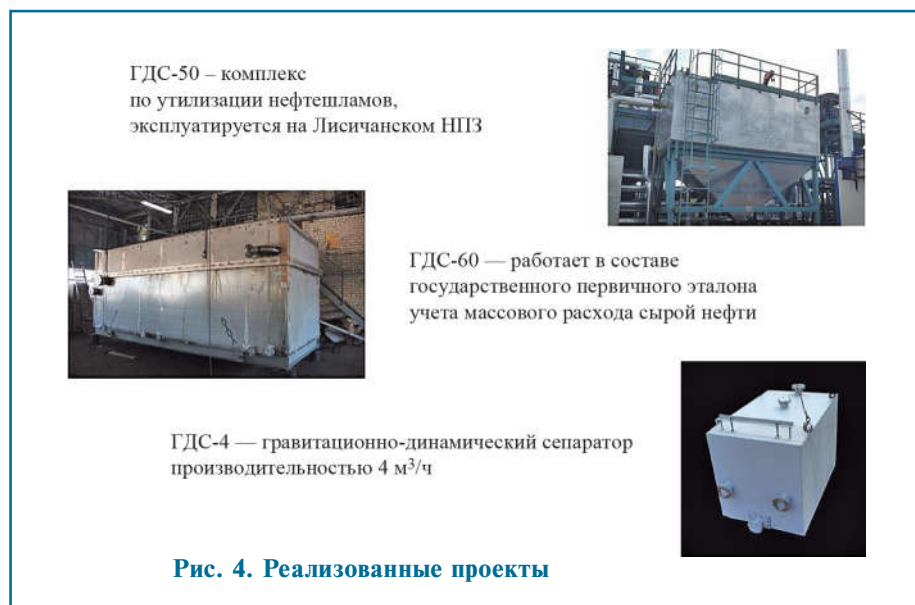 ГДС-50 – комплекс
по утилизации нефтешламов,
эксплуатируется на Лисичанском НПЗ
ГДС-60 — работает в составе
государственного первичного эталона
учета массового расхода сырой нефти
ГДС-4 — гравитационно-динамический сепаратор
производительностью 4 м³/ч
Рис. 4. Реализованные проекты